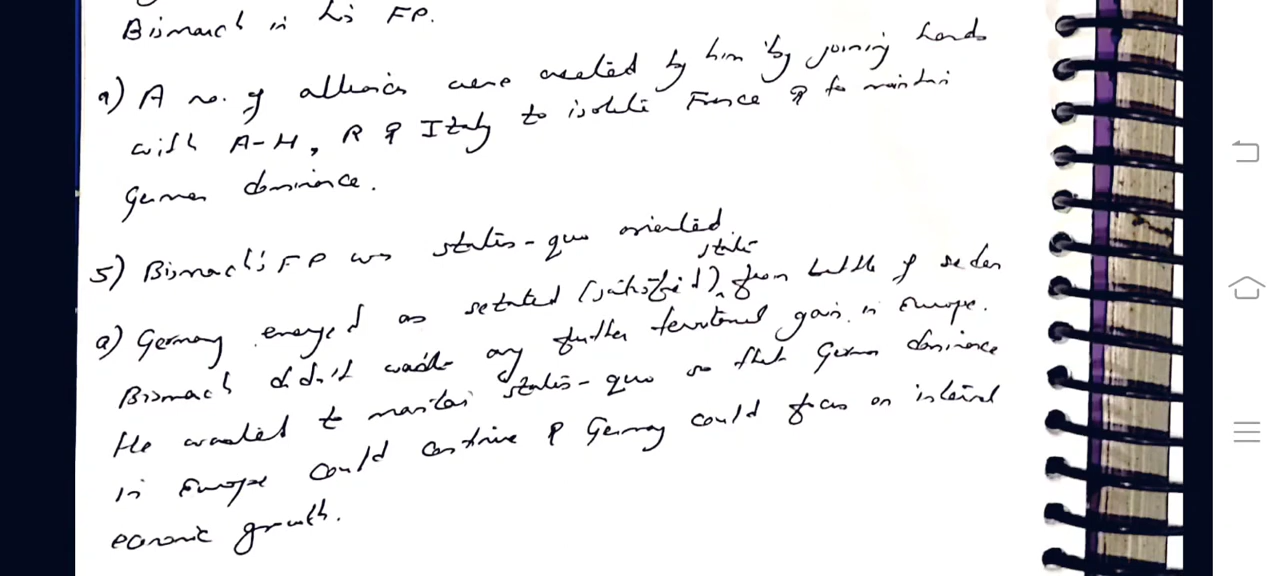 Bismarck in his FP.
a) A no. of alliances were created by him by joining hands
with A-H, R & Italy to isolate France & to maintain
German dominance.
5) Bismarck's FP was status-quo oriented.
state
a) Germany emerged as satiated (satisfied) from battle of sedan
Bismarck didn't want any further territorial gain in Europe.
He wanted to maintain status-quo so that German dominance
in Europe could continue & Germany could focus on internal
economic growth.